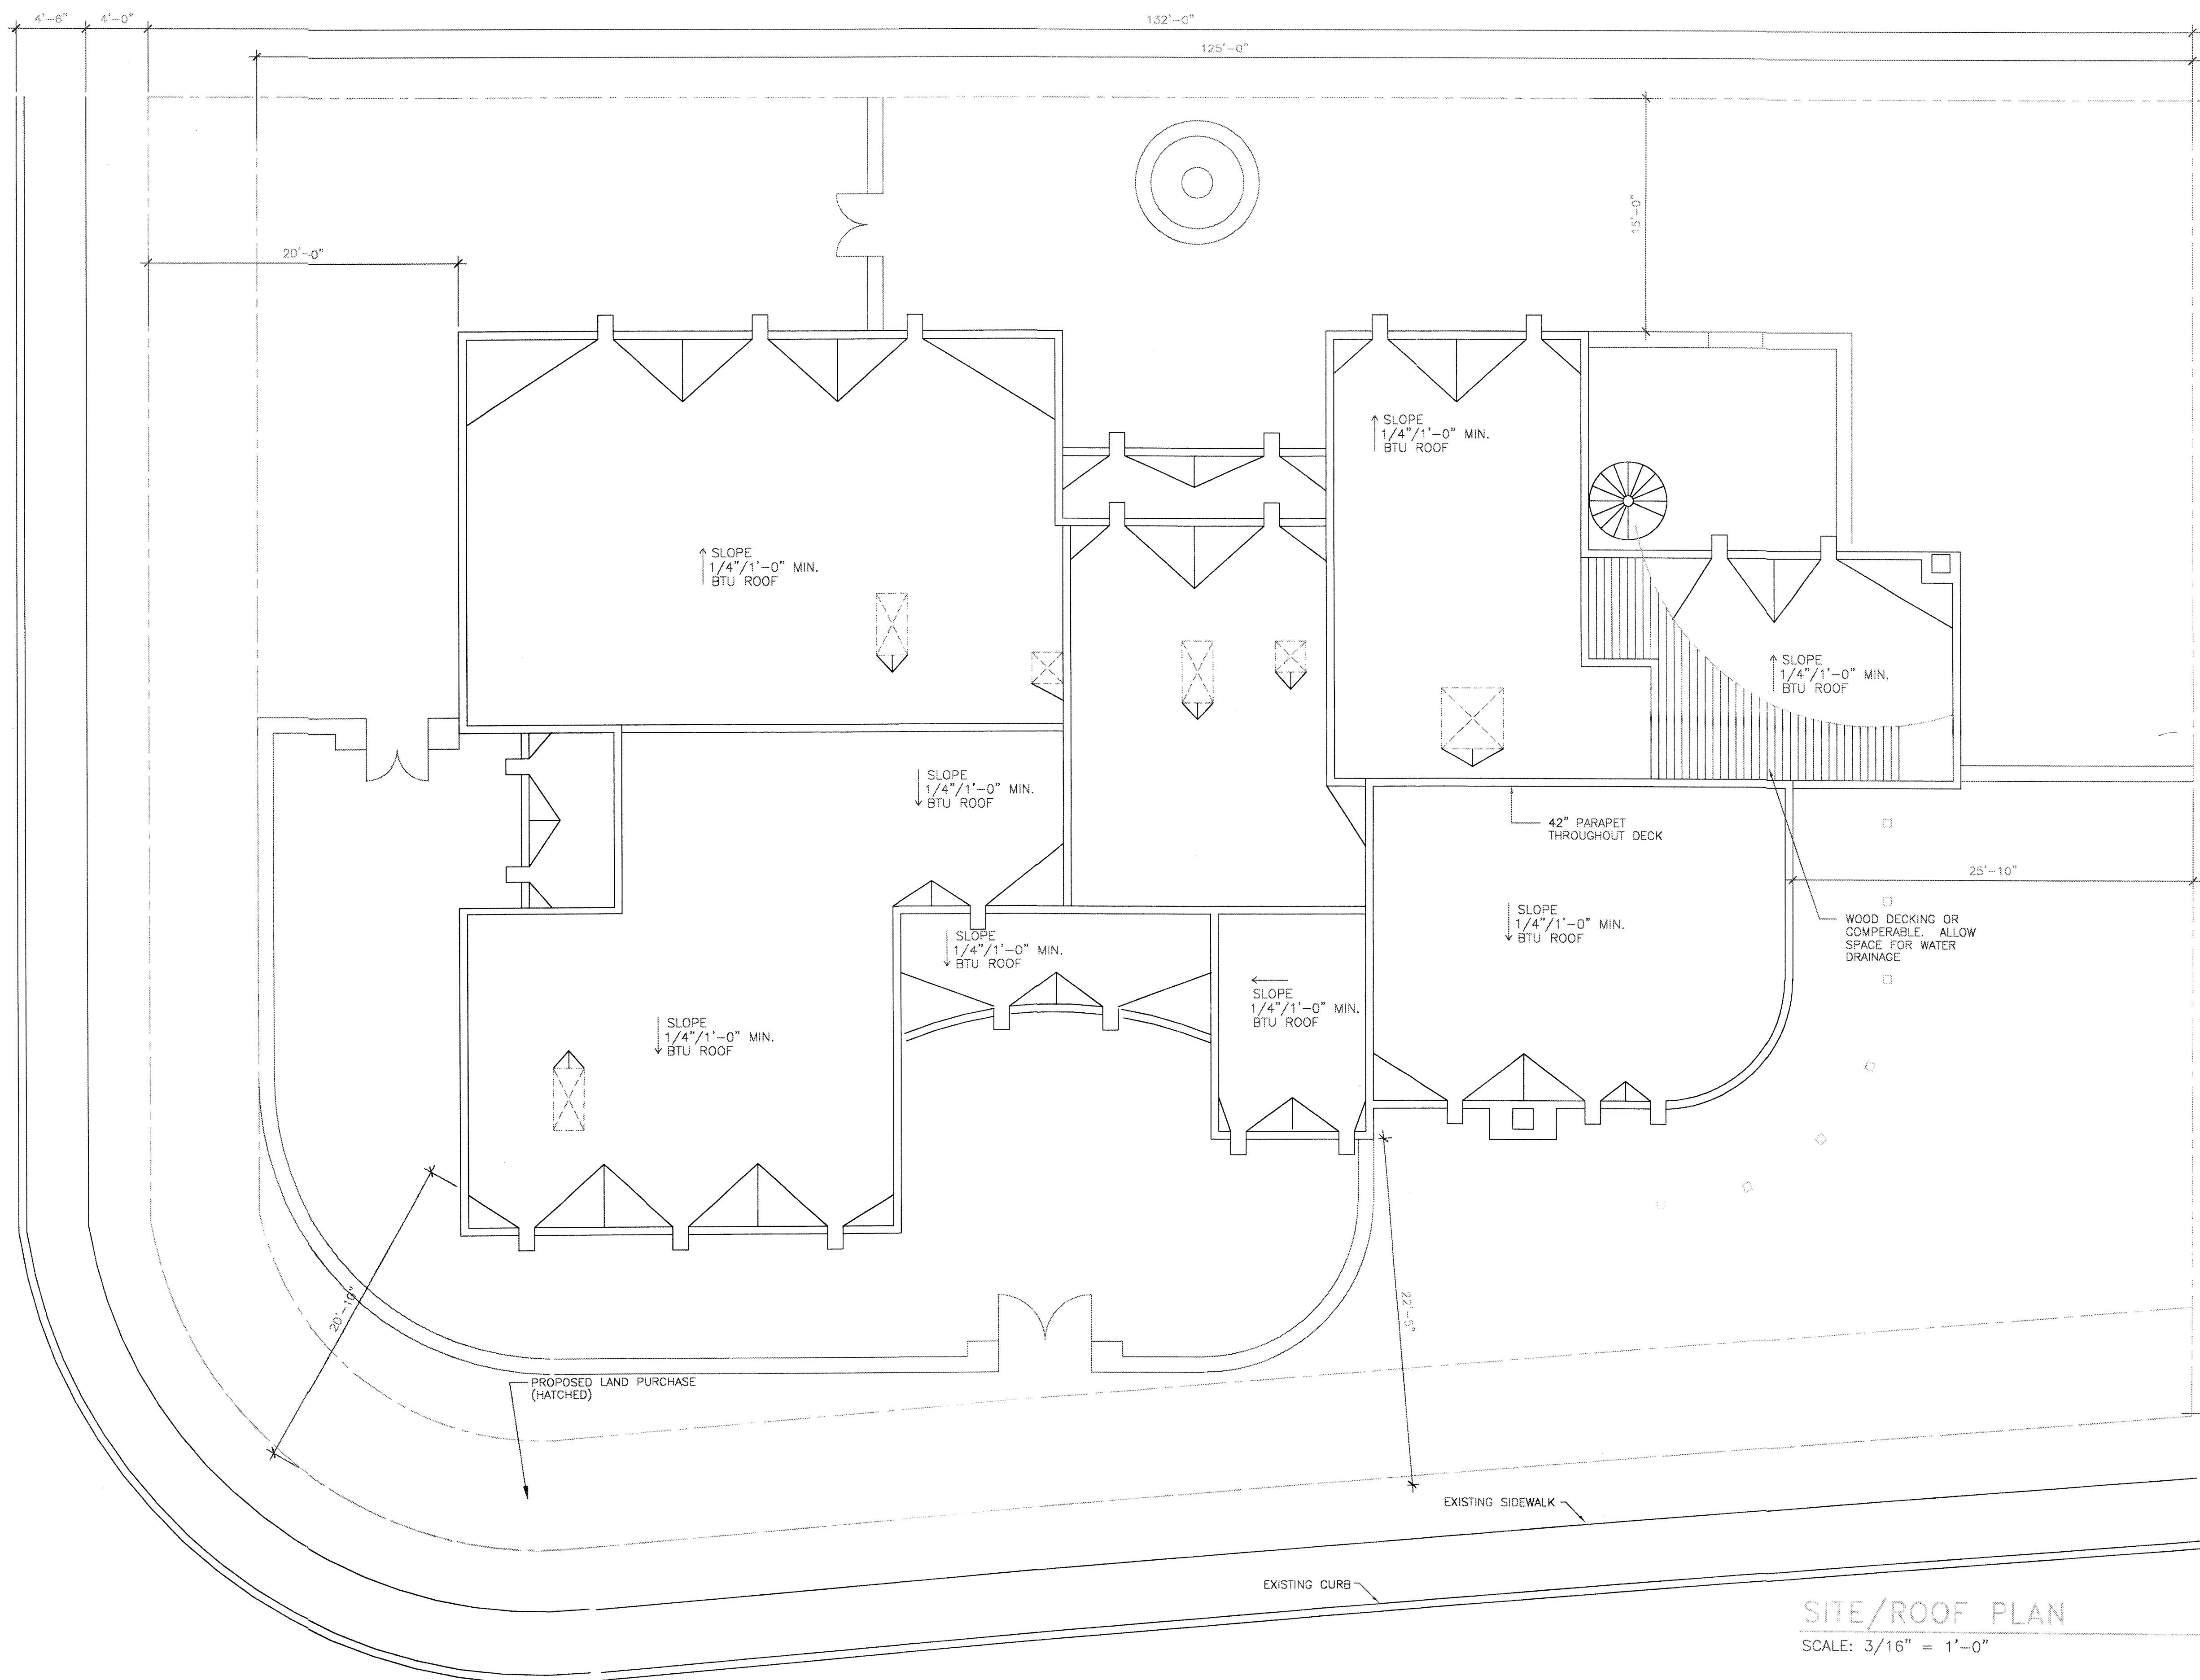 4'-6"
4'-0"
132'-0"
125'-0"
15'-0"
20'-0"
SLOPE
1/4"/1'-0" MIN.
BTU ROOF
SLOPE
1/4"/1'-0" MIN.
BTU ROOF
SLOPE
1/4"/1'-0" MIN.
BTU ROOF
SLOPE
1/4"/1'-0" MIN.
BTU ROOF
42" PARAPET
THROUGHOUT DECK
25'-10"
SLOPE
1/4"/1'-0" MIN.
BTU ROOF
WOOD DECKING OR
COMPERABLE. ALLOW
SPACE FOR WATER
DRAINAGE
SLOPE
1/4"/1'-0" MIN.
BTU ROOF
SLOPE
1/4"/1'-0" MIN.
BTU ROOF
SLOPE
1/4"/1'-0" MIN.
BTU ROOF
20'-10"
22'-5"
PROPOSED LAND PURCHASE
(HATCHED)
EXISTING SIDEWALK
EXISTING CURB
SITE/ROOF PLAN
SCALE: 3/16" = 1'-0"